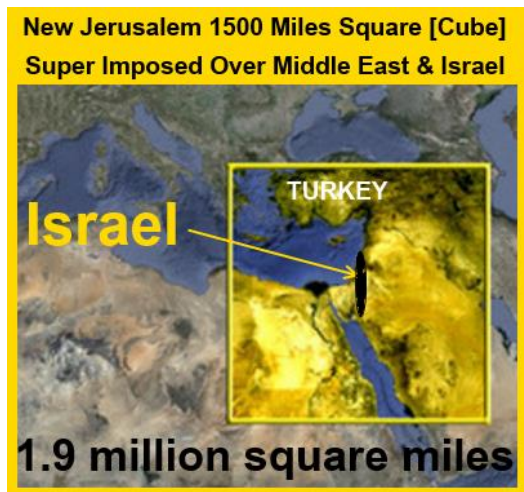 New Jerusalem 1500 Miles Square [Cube]
Super Imposed Over Middle East & Israel
TURKEY
Israel
1.9 million square miles